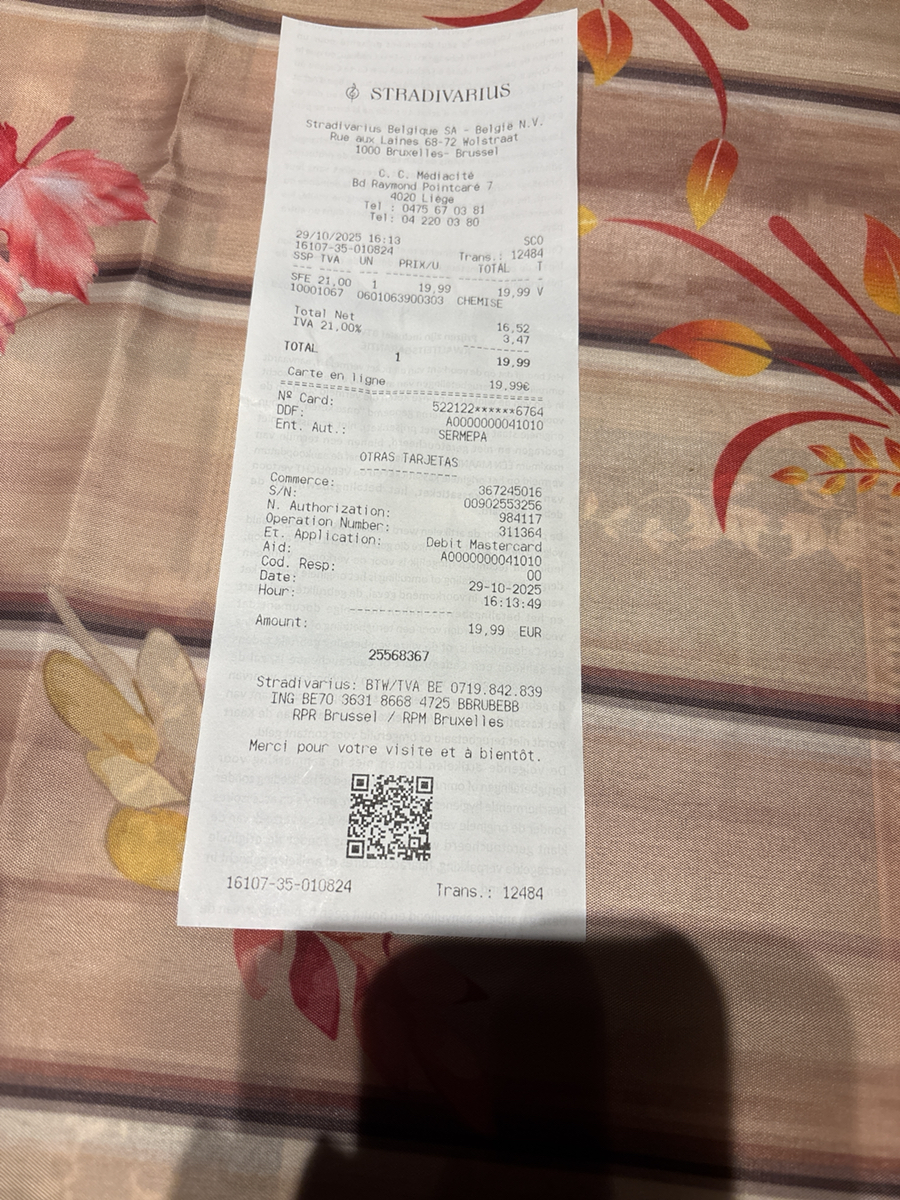 STRADIVARIUS
Stradivarius Belgique SA - België N.V.
Rue aux Laines 68-72 Wolstraat
1000 Bruxelles- Brussel
C. C. Médiacité
Bd Raymond Pointcaré 7
4020 Liège
Tel : 0475 67 03 81
Tel: 04 220 03 80
29/10/2025 16:13 SCO
16107-35-010824 Trans.: 12484
SSP TVA UN PRIX/U TOTAL T
SFE 21,00 1 19,99 19,99 V
10001067 0601063900303 CHEMISE
Total Net 16,52
IVA 21,00% 3,47
TOTAL 1 19,99
Carte en ligne 19,99€
Nº Card: 522122******6764
DDF: A0000000041010
Ent. Aut.: SERMEPA
OTRAS TARJETAS
Commerce: 367245016
S/N: 00902553256
N. Authorization: 984117
Operation Number: 311364
Et. Application: Debit Mastercard
Aid: A0000000041010
Cod. Resp: 00
Date: 29-10-2025
Hour: 16:13:49
Amount: 19,99 EUR
25568367
Stradivarius: BTW/TVA BE 0719.842.839
ING BE70 3631 8668 4725 BBRUBEBB
RPR Brussel / RPM Bruxelles
Merci pour votre visite et à bientôt.
16107-35-010824 Trans.: 12484